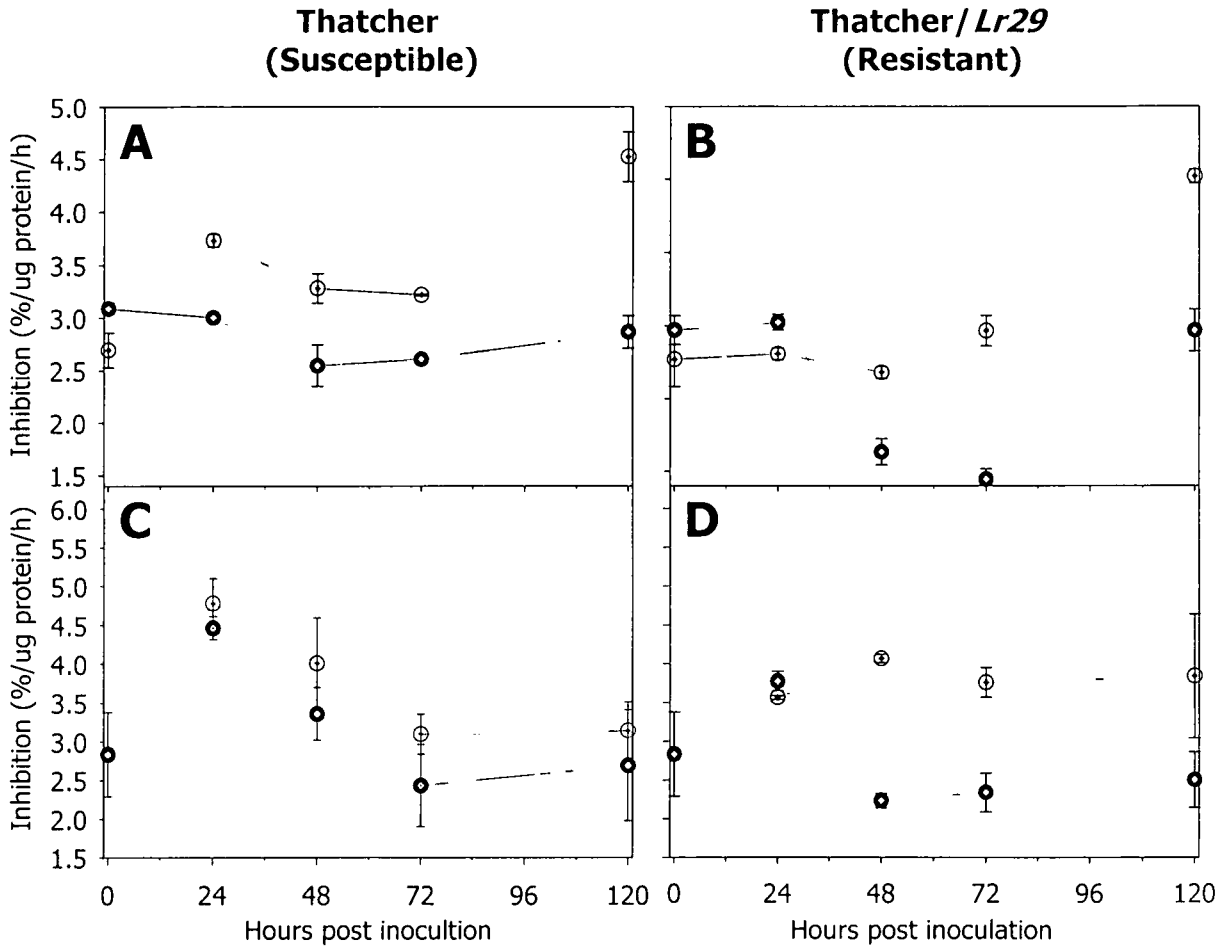 Thatcher
(Susceptible)
Thatcher/Lr29
(Resistant)
A
B
5.0
4.5
4.0
3.5
3.0
2.5
2.0
1.5
Inhibition (%/ug protein/h)
C
D
6.0
5.5
5.0
4.5
4.0
3.5
3.0
2.5
2.0
1.5
Inhibition (%/ug protein/h)
0 24 48 72 96 120
0 24 48 72 96 120
Hours post inocultion
Hours post inoculation